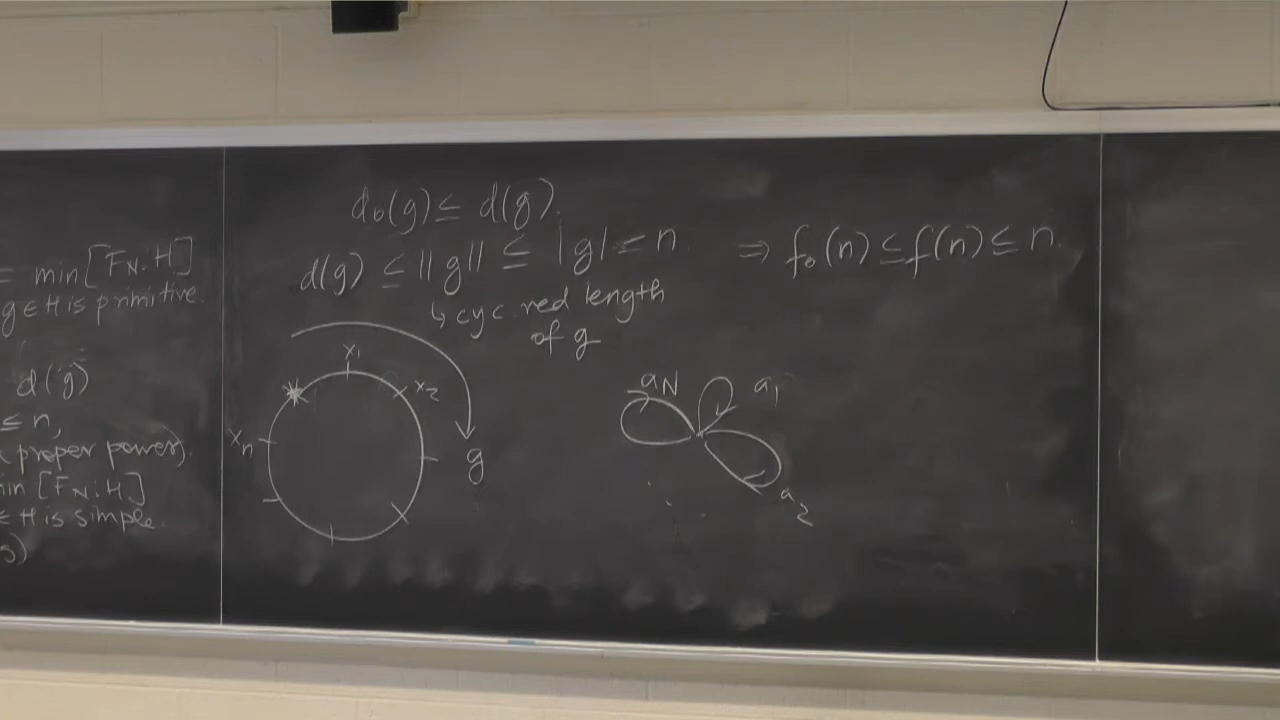 = min[F_N:H]
g∈H is primitive.
d(g)
≤ n,
proper power).
min [F_N:H]
∈ H is simple.
s)
d₀(g) ≤ d(g).
d(g) ≤ ||g|| ≤ |g| ≤ n ⇒ f₀(n) ≤ f(n) ≤ n.
↳ cyc. red length
of g
x₁
x₂
xₙ
g
a_N
a₁
a₂